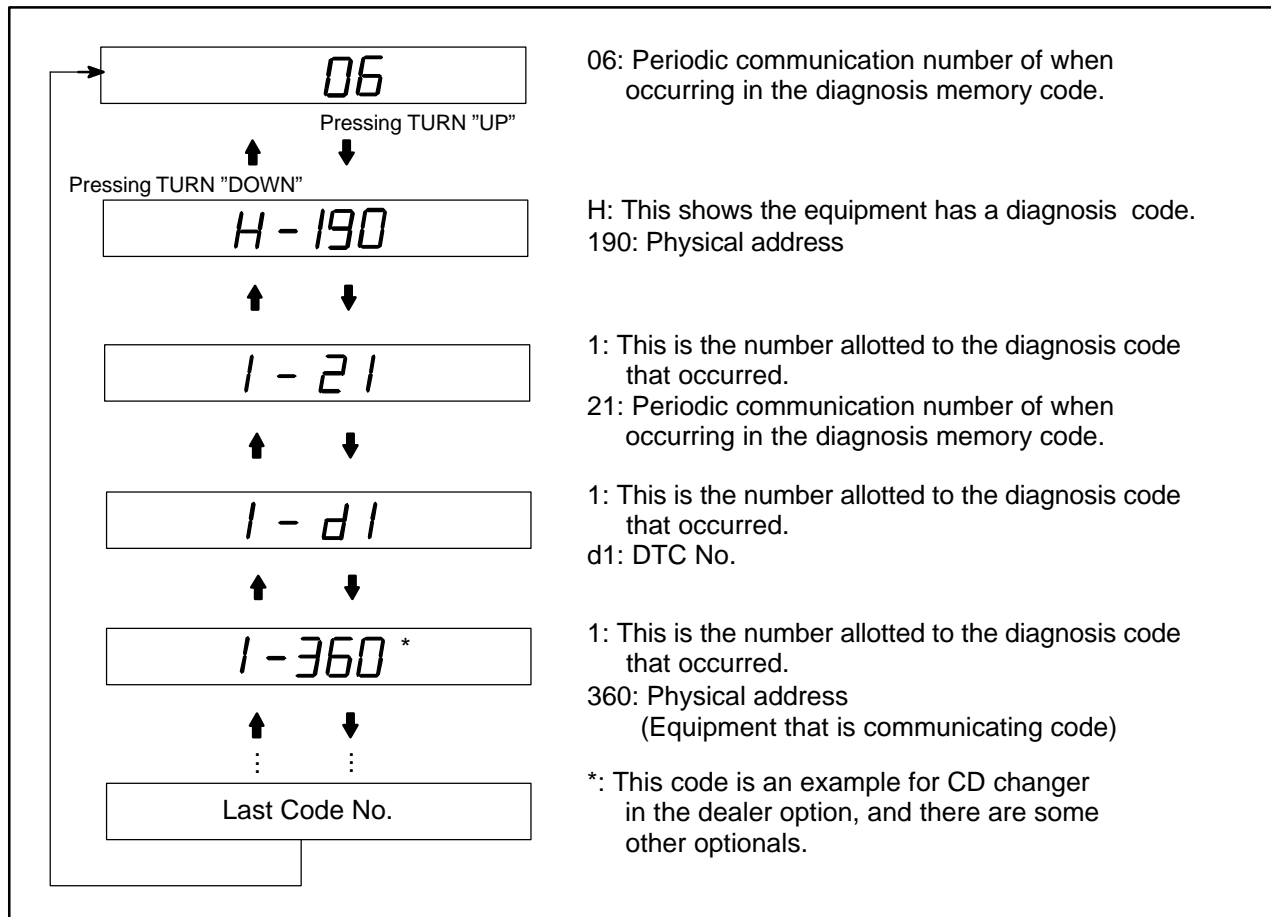 06
06: Periodic communication number of when
occurring in the diagnosis memory code.
Pressing TURN ”UP”
Pressing TURN ”DOWN”
H-190
H: This shows the equipment has a diagnosis code.
190: Physical address
1-21
1: This is the number allotted to the diagnosis code
that occurred.
21: Periodic communication number of when
occurring in the diagnosis memory code.
1-d1
1: This is the number allotted to the diagnosis code
that occurred.
d1: DTC No.
1-360 *
1: This is the number allotted to the diagnosis code
that occurred.
360: Physical address
(Equipment that is communicating code)
Last Code No.
*: This code is an example for CD changer
in the dealer option, and there are some
other optionals.